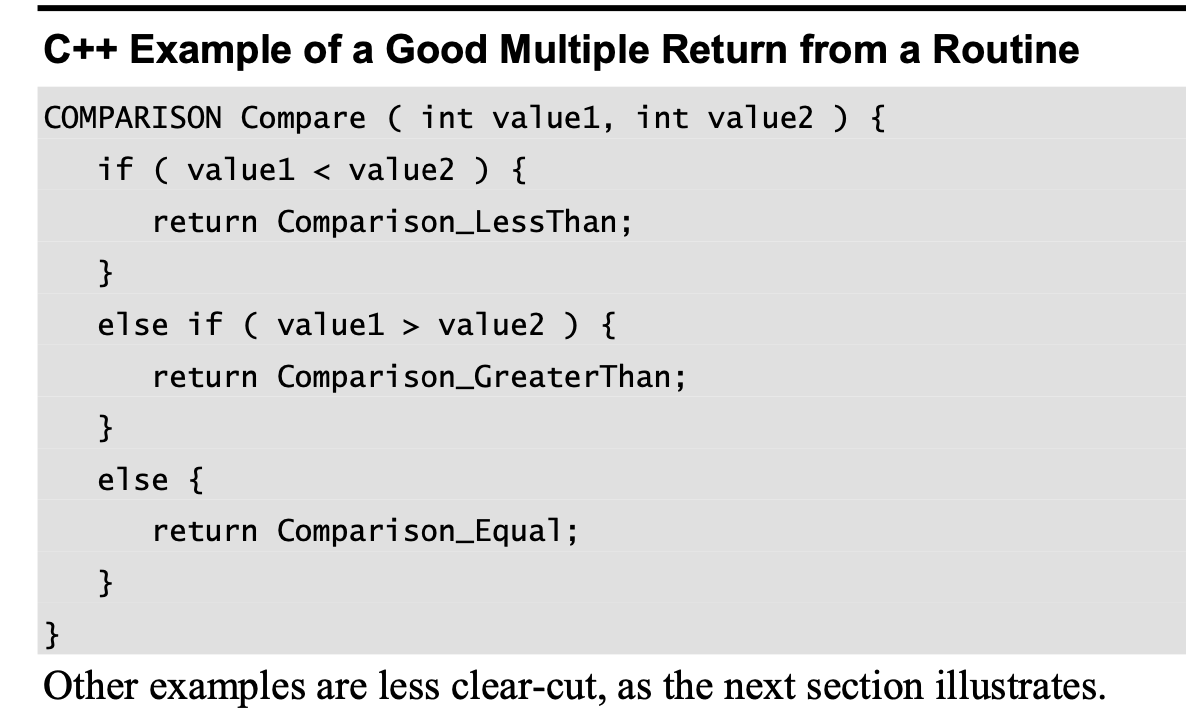 C++ Example of a Good Multiple Return from a Routine
COMPARISON Compare ( int value1, int value2 ) {
   if ( value1 < value2 ) {
      return Comparison_LessThan;
   }
   else if ( value1 > value2 ) {
      return Comparison_GreaterThan;
   }
   else {
      return Comparison_Equal;
   }
}
Other examples are less clear-cut, as the next section illustrates.